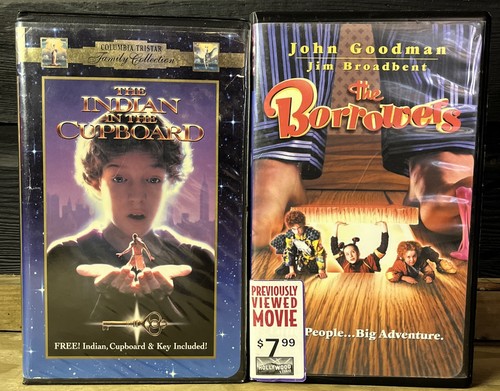 COLUMBIA TRISTAR
Family Collection
THE
INDIAN
IN THE
CUPBOARD
FREE! Indian, Cupboard & Key Included!
John Goodman
Jim Broadbent
The
Borrowers
PREVIOUSLY
VIEWED
MOVIE
$7.99
HOLLYWOOD
People...Big Adventure.